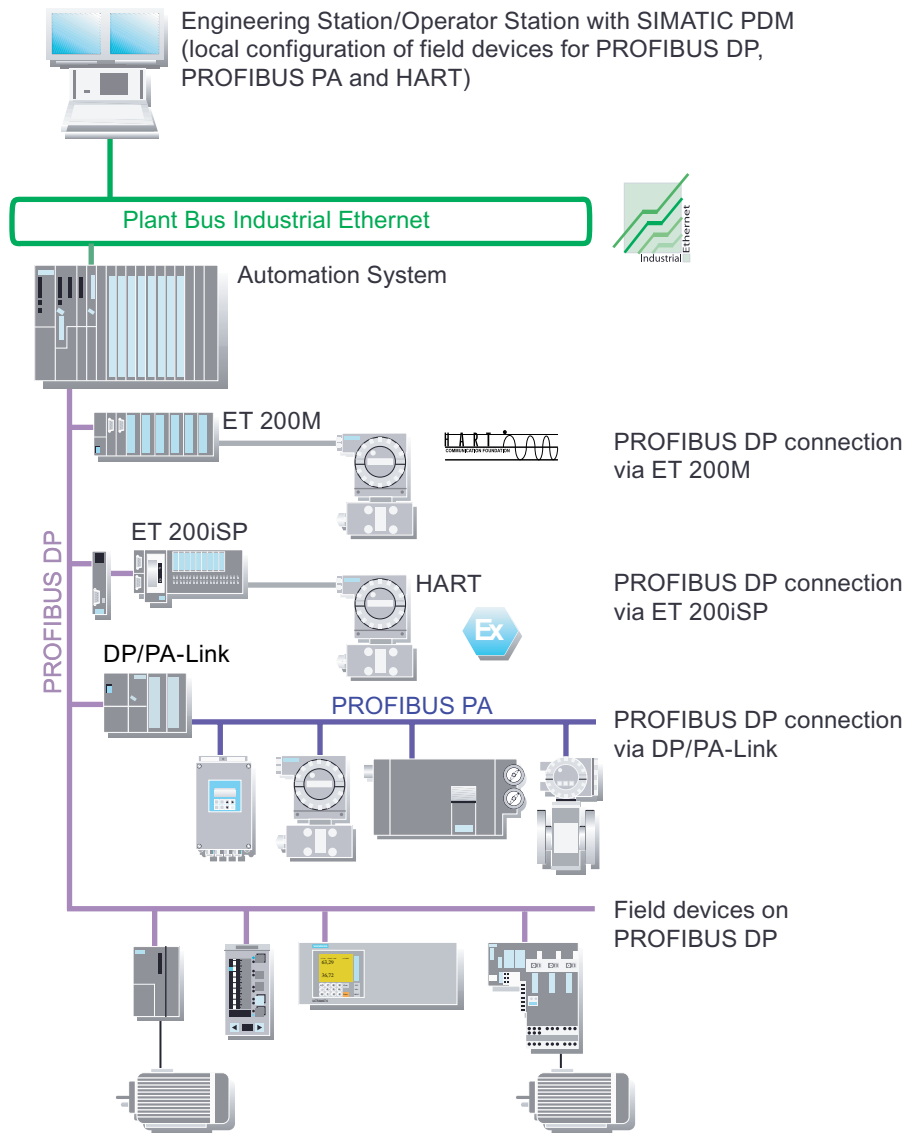 Engineering Station/Operator Station with SIMATIC PDM
(local configuration of field devices for PROFIBUS DP,
PROFIBUS PA and HART)
Plant Bus Industrial Ethernet
Industrial
Ethernet
Automation System
ET 200M
HART
COMMUNICATION FOUNDATION
PROFIBUS DP connection
via ET 200M
PROFIBUS DP
ET 200iSP
HART
Ex
PROFIBUS DP connection
via ET 200iSP
DP/PA-Link
PROFIBUS PA
PROFIBUS DP connection
via DP/PA-Link
Field devices on
PROFIBUS DP